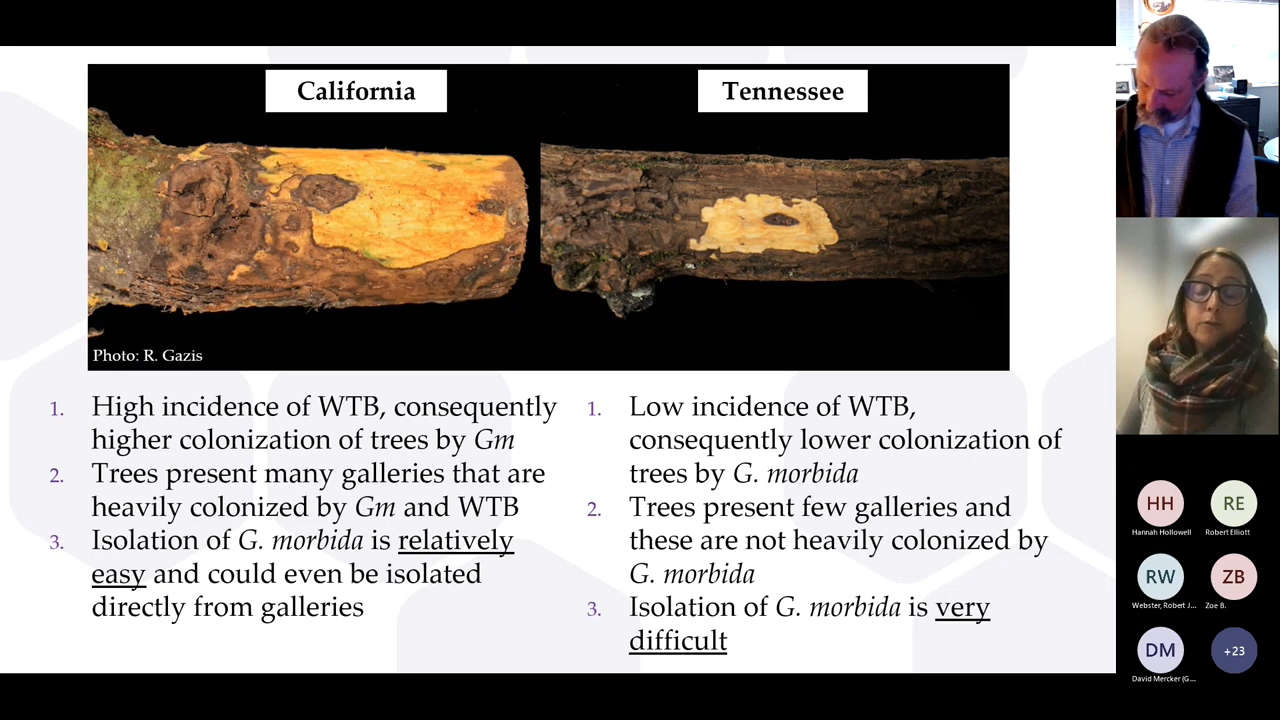 California
Tennessee
Photo: R. Gazis
1. High incidence of WTB, consequently
higher colonization of trees by Gm
2. Trees present many galleries that are
heavily colonized by Gm and WTB
3. Isolation of G. morbida is relatively
easy and could even be isolated
directly from galleries
1. Low incidence of WTB,
consequently lower colonization of
trees by G. morbida
2. Trees present few galleries and
these are not heavily colonized by
G. morbida
3. Isolation of G. morbida is very
difficult
HH
RE
Hannah Hollowell
Robert Elliott
RW
ZB
Webster, Robert J...
Zoe B.
DM
+23
David Mercker (G...